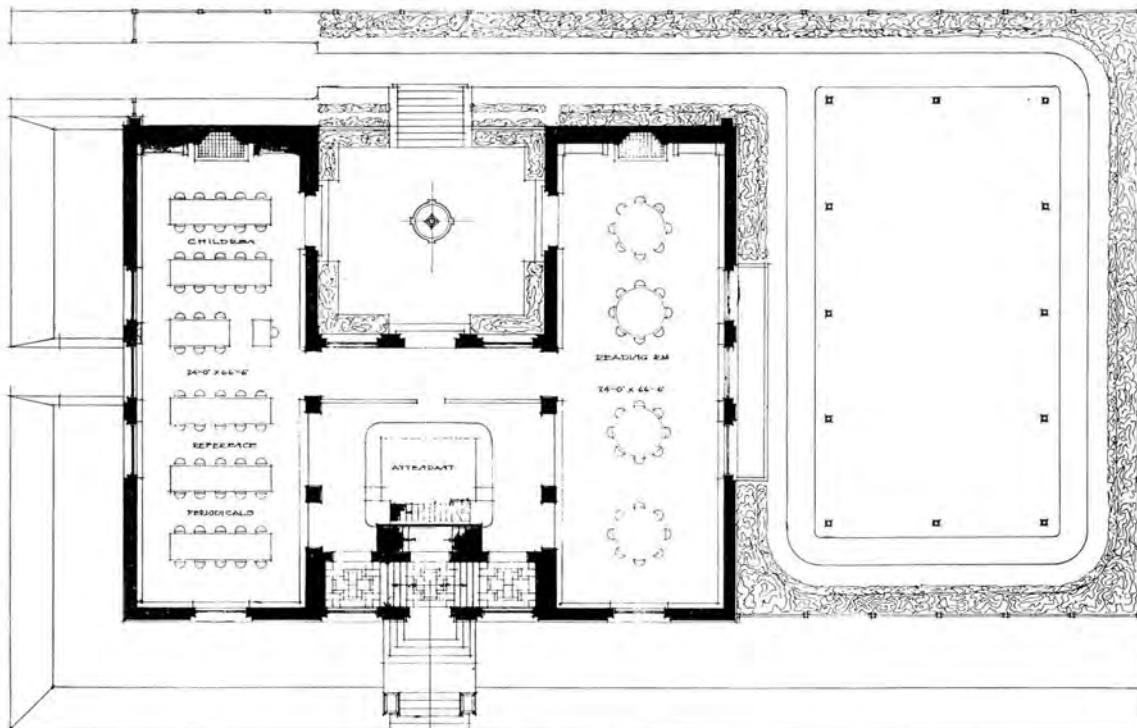 CHILDREN
24'-0" X 66'-6"
REFERENCE
PERIODICALS
ATTENDANT
READING RM
24'-0" X 66'-6"